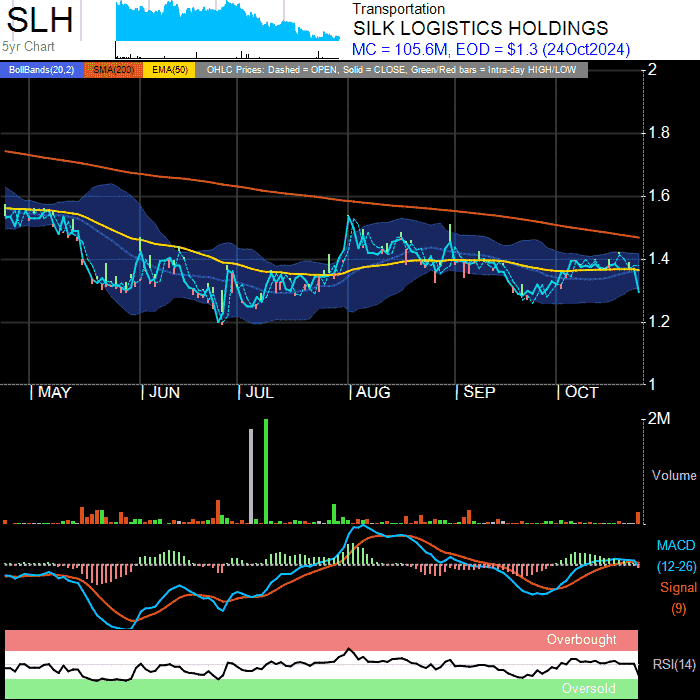 SLH
5yr Chart
Transportation
SILK LOGISTICS HOLDINGS
MC = 105.6M, EOD = $1.3 (24Oct2024)
BollBands(20,2) SMA(200) EMA(50) OHLC Prices: Dashed = OPEN, Solid = CLOSE, Green/Red bars = Intra-day HIGH/LOW
2
1.8
1.6
1.4
1.2
1
MAY JUN JUL AUG SEP OCT
2M
Volume
MACD
(12-26)
Signal
(9)
Overbought
RSI(14)
Oversold